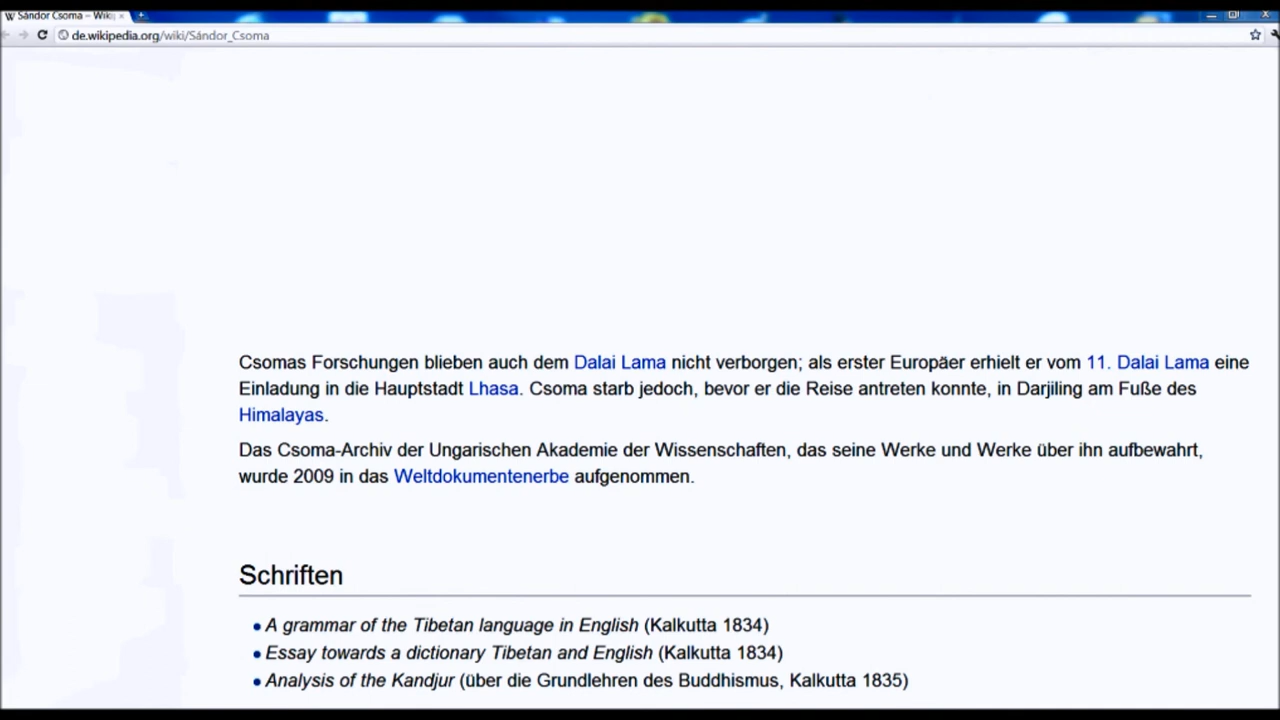 Sándor Csoma – Wiki
de.wikipedia.org/wiki/Sándor_Csoma
Csomas Forschungen blieben auch dem Dalai Lama nicht verborgen; als erster Europäer erhielt er vom 11. Dalai Lama eine
Einladung in die Hauptstadt Lhasa. Csoma starb jedoch, bevor er die Reise antreten konnte, in Darjiling am Fuße des
Himalayas.
Das Csoma-Archiv der Ungarischen Akademie der Wissenschaften, das seine Werke und Werke über ihn aufbewahrt,
wurde 2009 in das Weltdokumentenerbe aufgenommen.
Schriften
• A grammar of the Tibetan language in English (Kalkutta 1834)
• Essay towards a dictionary Tibetan and English (Kalkutta 1834)
• Analysis of the Kandjur (über die Grundlehren des Buddhismus, Kalkutta 1835)